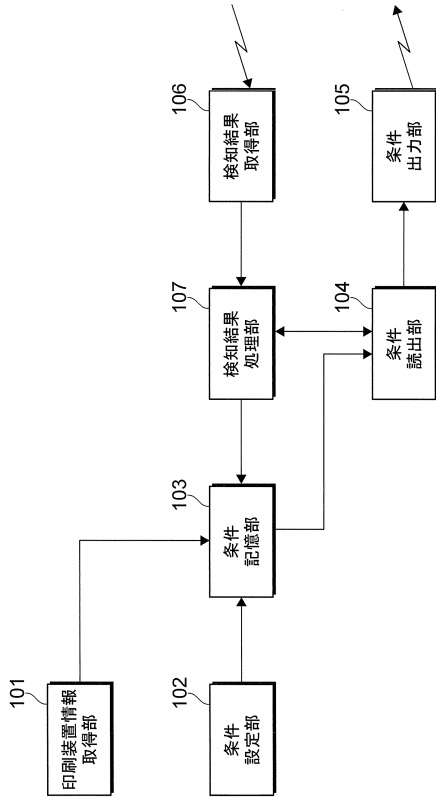 101
印刷装置情報
取得部
102
条件
設定部
103
条件
記憶部
107
検知結果
処理部
106
検知結果
取得部
104
条件
読出部
105
条件
出力部